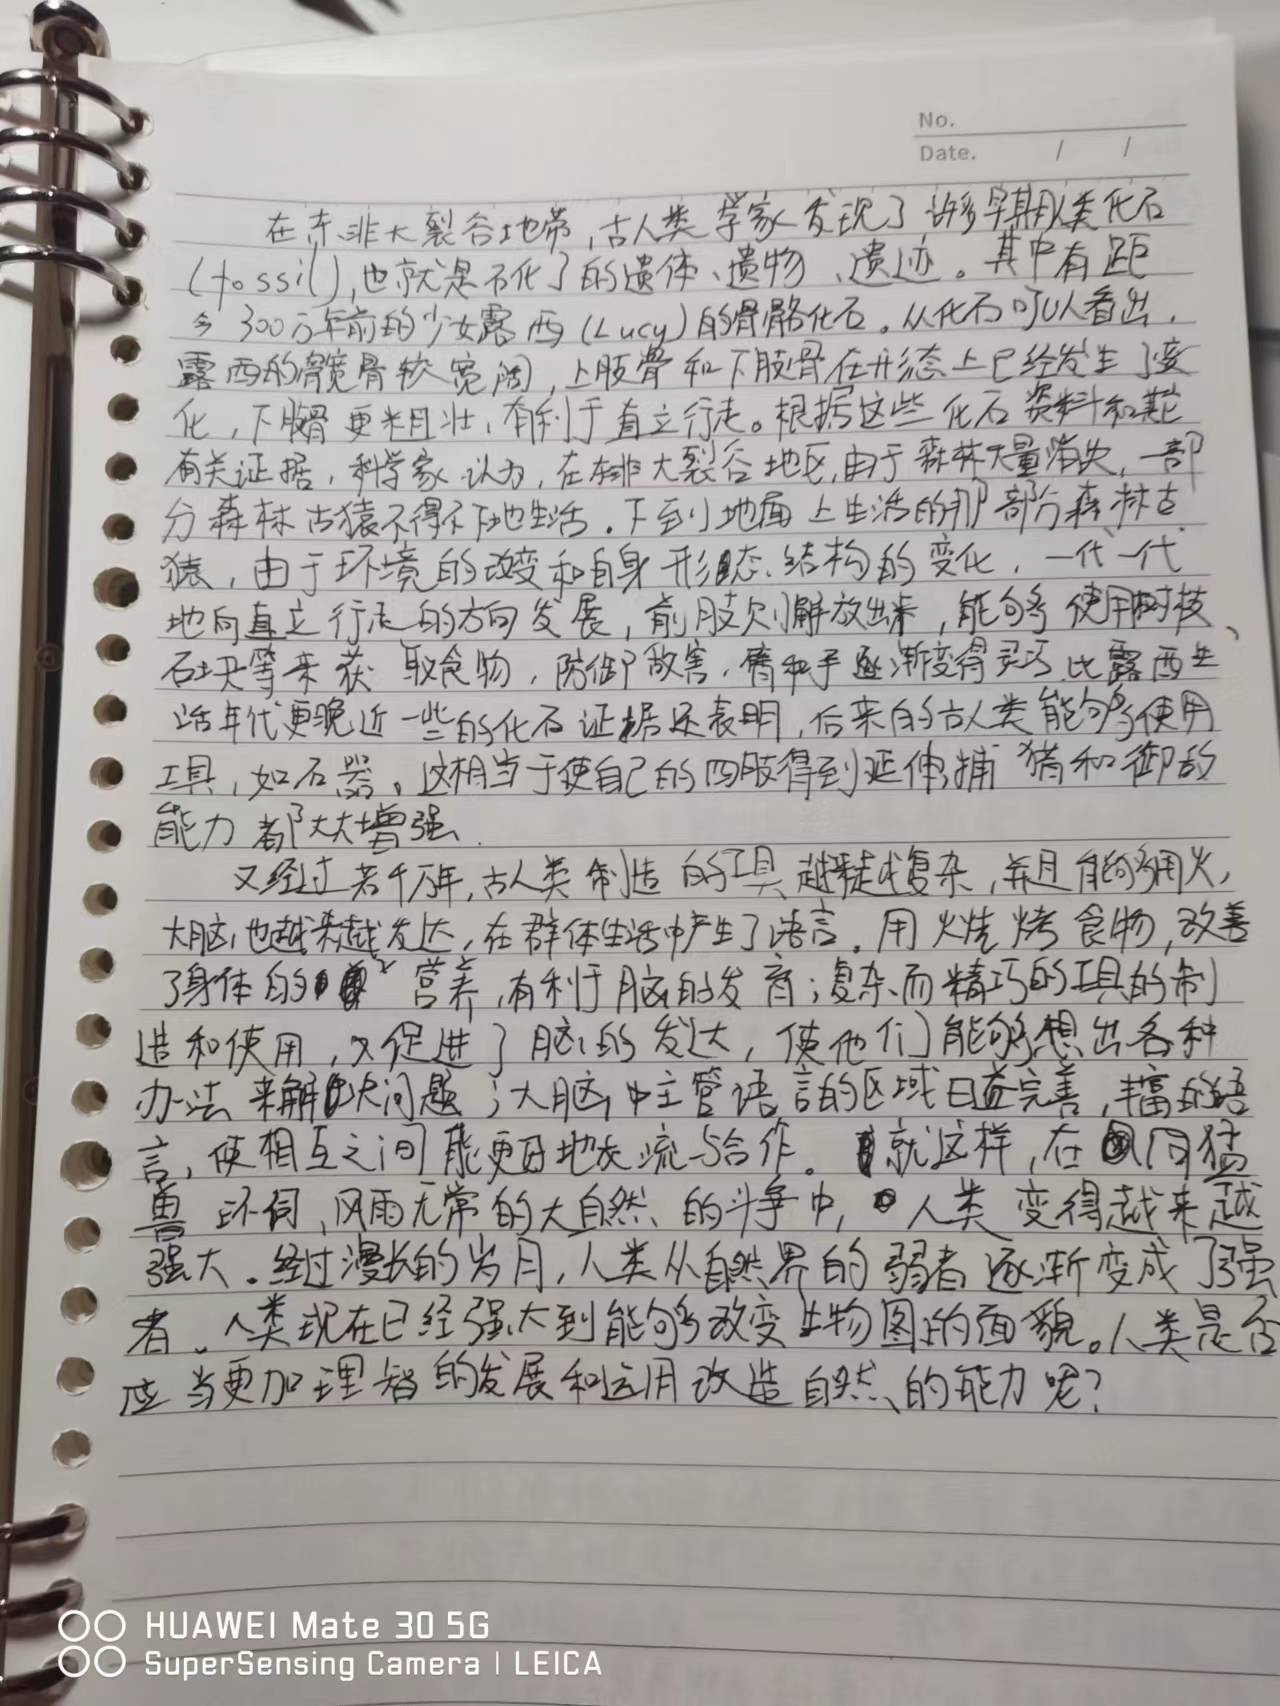 No.
Date. / /
在东非大裂谷地带，古人类学家发现了许多早期人类化石
(fossil)，也就是石化了的遗体、遗物、遗迹。其中有距
今300万年前的少女露西(Lucy)的骨骼化石。从化石可以看出，
露西的髋骨较宽阔，上肢骨和下肢骨在形态上已经发生了变
化，下肢骨更粗壮，有利于直立行走。根据这些化石资料和其他
有关证据，科学家认为，在东非大裂谷地区，由于森林大量消失，一部
分森林古猿不得不下地生活。下到地面上生活的那部分森林古
猿，由于环境的改变和自身形态、结构的变化，一代一代
地向直立行走的方向发展，前肢则解放出来，能够使用树枝、
石块等来获取食物，防御敌害，臂和手逐渐变得灵巧。比露西生
活年代更晚近一些的化石证据还表明，后来的古人类能够使用
工具，如石器。这相当于使自己的四肢得到延伸，捕猎和御敌
能力都大大增强。
又经过若干万年，古人类制造的工具越来越复杂，并且能够用火，
大脑也越来越发达，在群体生活中产生了语言。用火烧烤食物，改善
了身体的营养，有利于脑的发育；复杂而精巧的工具的制
造和使用，又促进了脑的发达，使他们能够想出各种
办法来解决问题；大脑中主管语言的区域日益完善，丰富的语
言，使相互之间能更好地交流与合作。就这样，在同猛
兽环伺、风雨无常的大自然的斗争中，人类变得越来越
强大。经过漫长的岁月，人类从自然界的弱者逐渐变成了强
者。人类现在已经强大到能够改变生物圈的面貌。人类是否
应当更加理智的发展和运用改造自然的能力呢？
HUAWEI Mate 30 5G
SuperSensing Camera | LEICA